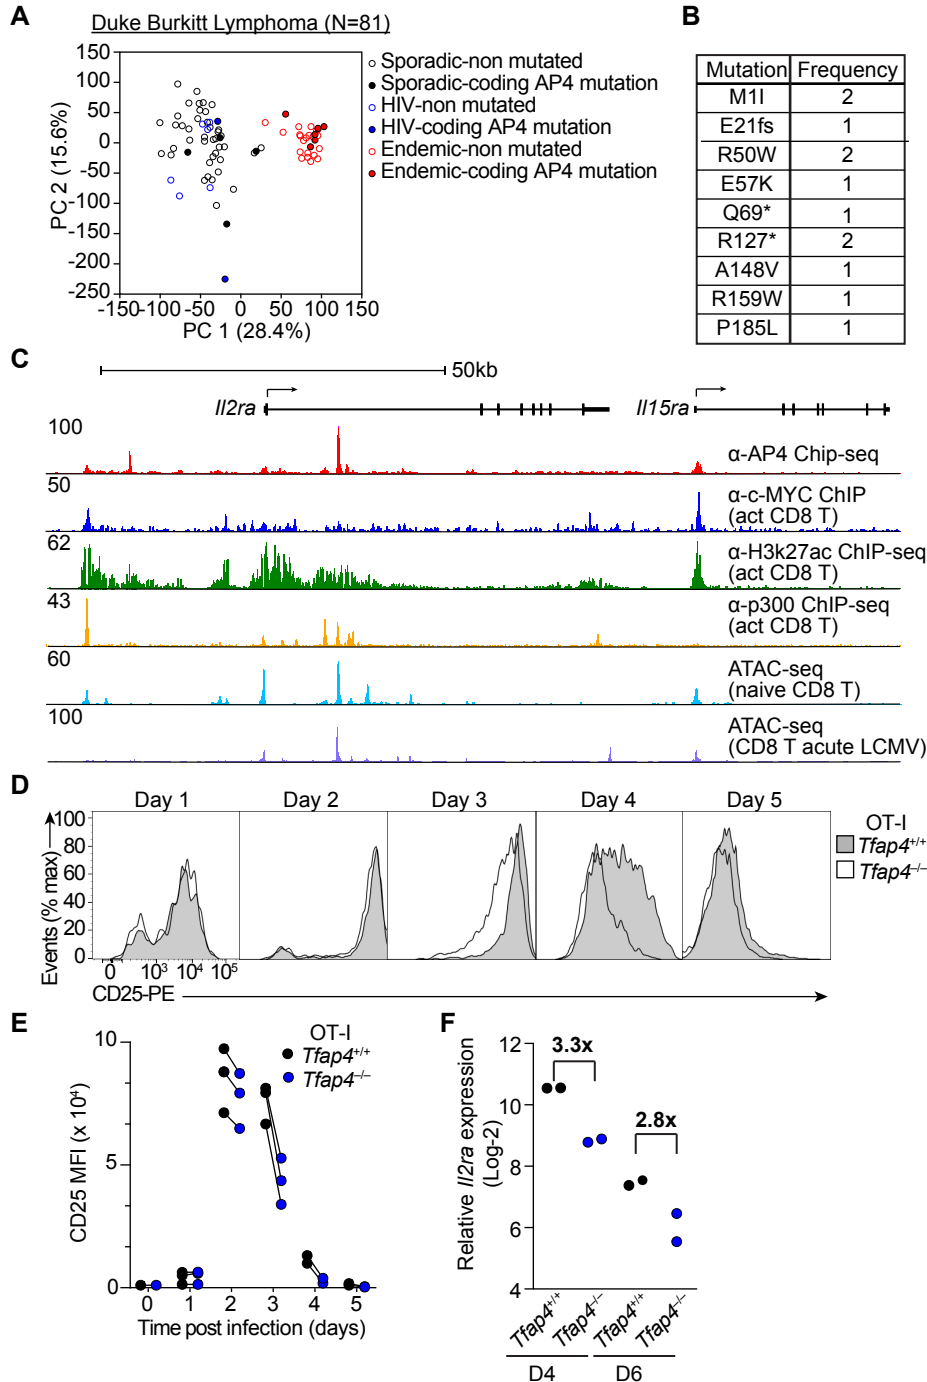 A
Duke Burkitt Lymphoma (N=81)
150
100
50
0
-50
-100
-150
-200
-250
PC 2 (15.6%)
-150-100 -50 0 50 100 150
PC 1 (28.4%)
Sporadic-non mutated
Sporadic-coding AP4 mutation
HIV-non mutated
HIV-coding AP4 mutation
Endemic-non mutated
Endemic-coding AP4 mutation
B
Mutation Frequency
M1I 2
E21fs 1
R50W 2
E57K 1
Q69* 1
R127* 2
A148V 1
R159W 1
P185L 1
C
50kb
Il2ra
Il15ra
100
α-AP4 Chip-seq
50
α-c-MYC ChIP
(act CD8 T)
62
α-H3k27ac ChIP-seq
(act CD8 T)
43
α-p300 ChIP-seq
(act CD8 T)
60
ATAC-seq
(naive CD8 T)
100
ATAC-seq
(CD8 T acute LCMV)
D
Day 1 Day 2 Day 3 Day 4 Day 5
Events (% max)
100
80
60
40
20
0
0 10³ 10⁴ 10⁵
CD25-PE
OT-I
Tfap4+/+
Tfap4–/–
E
OT-I
Tfap4+/+
Tfap4–/–
CD25 MFI (x 10⁴)
10
5
0
0 1 2 3 4 5
Time post infection (days)
F
Relative Il2ra expression
(Log-2)
12
10
8
6
4
3.3x
2.8x
Tfap4+/+ Tfap4–/– Tfap4+/+ Tfap4–/–
D4 D6